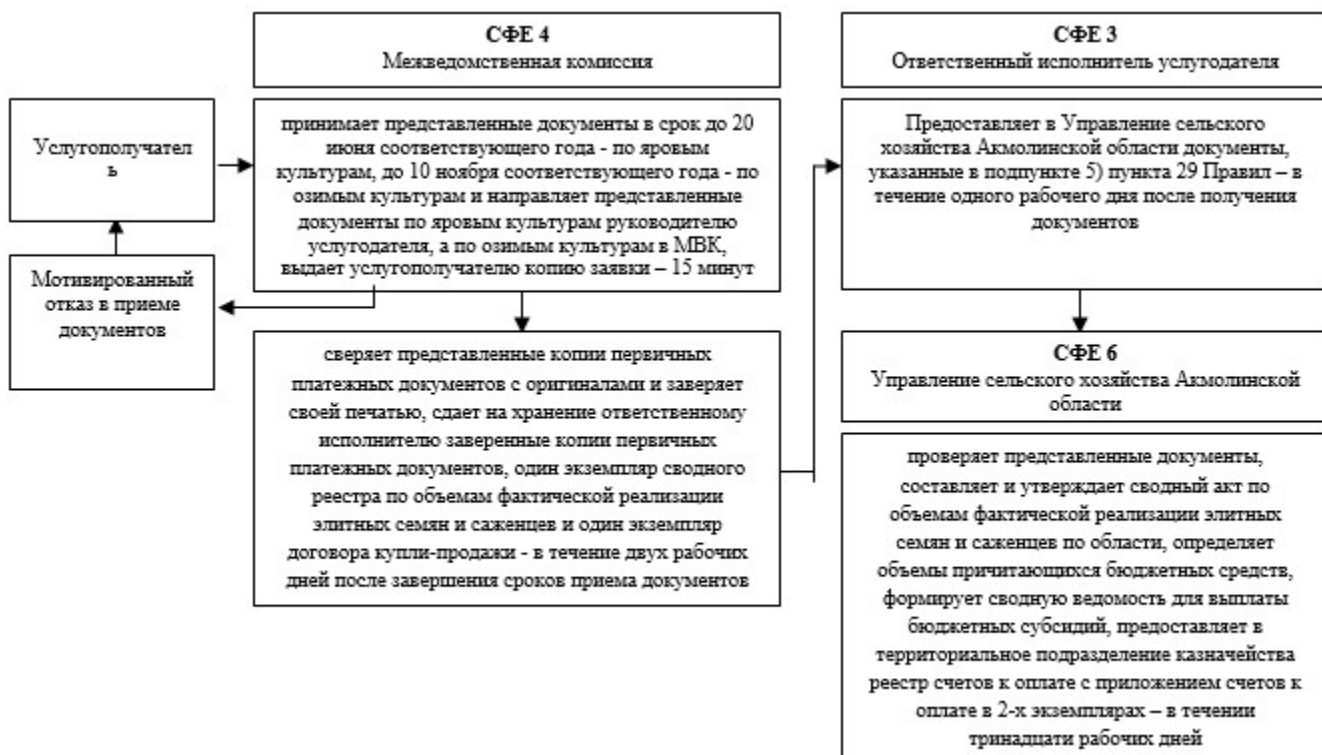 СФЕ 4
Межведомственная комиссия
СФЕ 3
Ответственный исполнитель услугодателя
Услугополучател
ь
принимает представленные документы в срок до 20
июня соответствующего года - по яровым
культурам, до 10 ноября соответствующего года - по
озимым культурам и направляет представленные
документы по яровым культурам руководителю
услугодателя, а по озимым культурам в МВК,
выдает услугополучателю копию заявки – 15 минут
Предоставляет в Управление сельского
хозяйства Акмолинской области документы,
указанные в подпункте 5) пункта 29 Правил – в
течение одного рабочего дня после получения
документов
Мотивированный
отказ в приеме
документов
сверяет представленные копии первичных
платежных документов с оригиналами и заверяет
своей печатью, сдает на хранение ответственному
исполнителю заверенные копии первичных
платежных документов, один экземпляр сводного
реестра по объемам фактической реализации
элитных семян и саженцев и один экземпляр
договора купли-продажи - в течение двух рабочих
дней после завершения сроков приема документов
СФЕ 6
Управление сельского хозяйства Акмолинской
области
проверяет представленные документы,
составляет и утверждает сводный акт по
объемам фактической реализации элитных
семян и саженцев по области, определяет
объемы причитающихся бюджетных средств,
формирует сводную ведомость для выплаты
бюджетных субсидий, предоставляет в
территориальное подразделение казначейства
реестр счетов к оплате с приложением счетов к
оплате в 2-х экземплярах – в течении
тринадцати рабочих дней